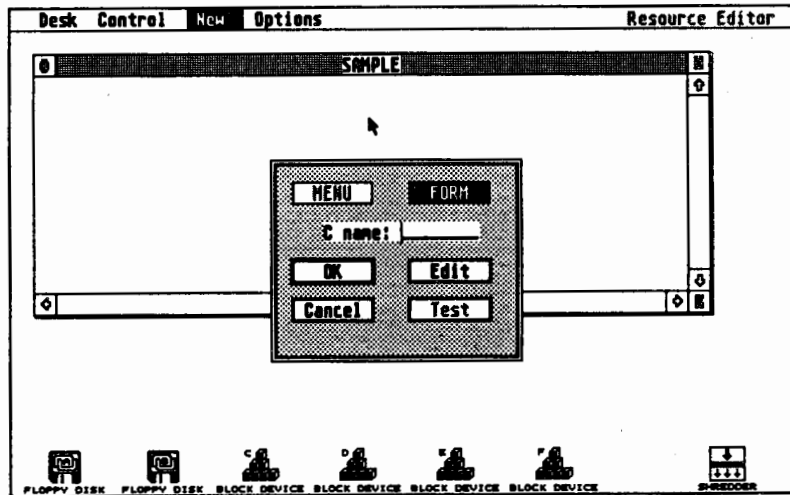 Desk Control New Options Resource Editor
SAMPLE
MENU FORM
C name:
OK Edit
Cancel Test
C D E F
FLOPPY DISK FLOPPY DISK BLOCK DEVICE BLOCK DEVICE BLOCK DEVICE BLOCK DEVICE SHREDDER